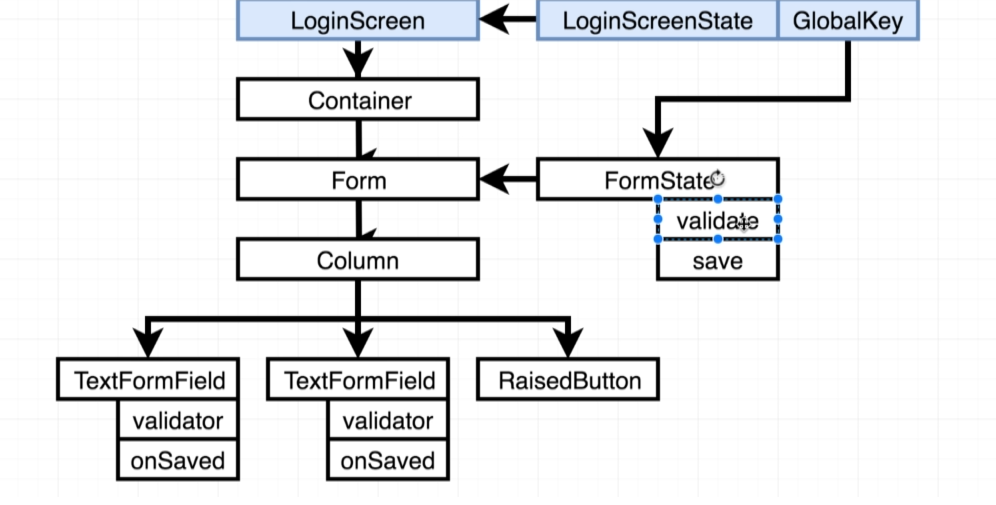 LoginScreen
LoginScreenState
GlobalKey
Container
Form
FormState
validate
Column
save
TextFormField
TextFormField
RaisedButton
validator
validator
onSaved
onSaved